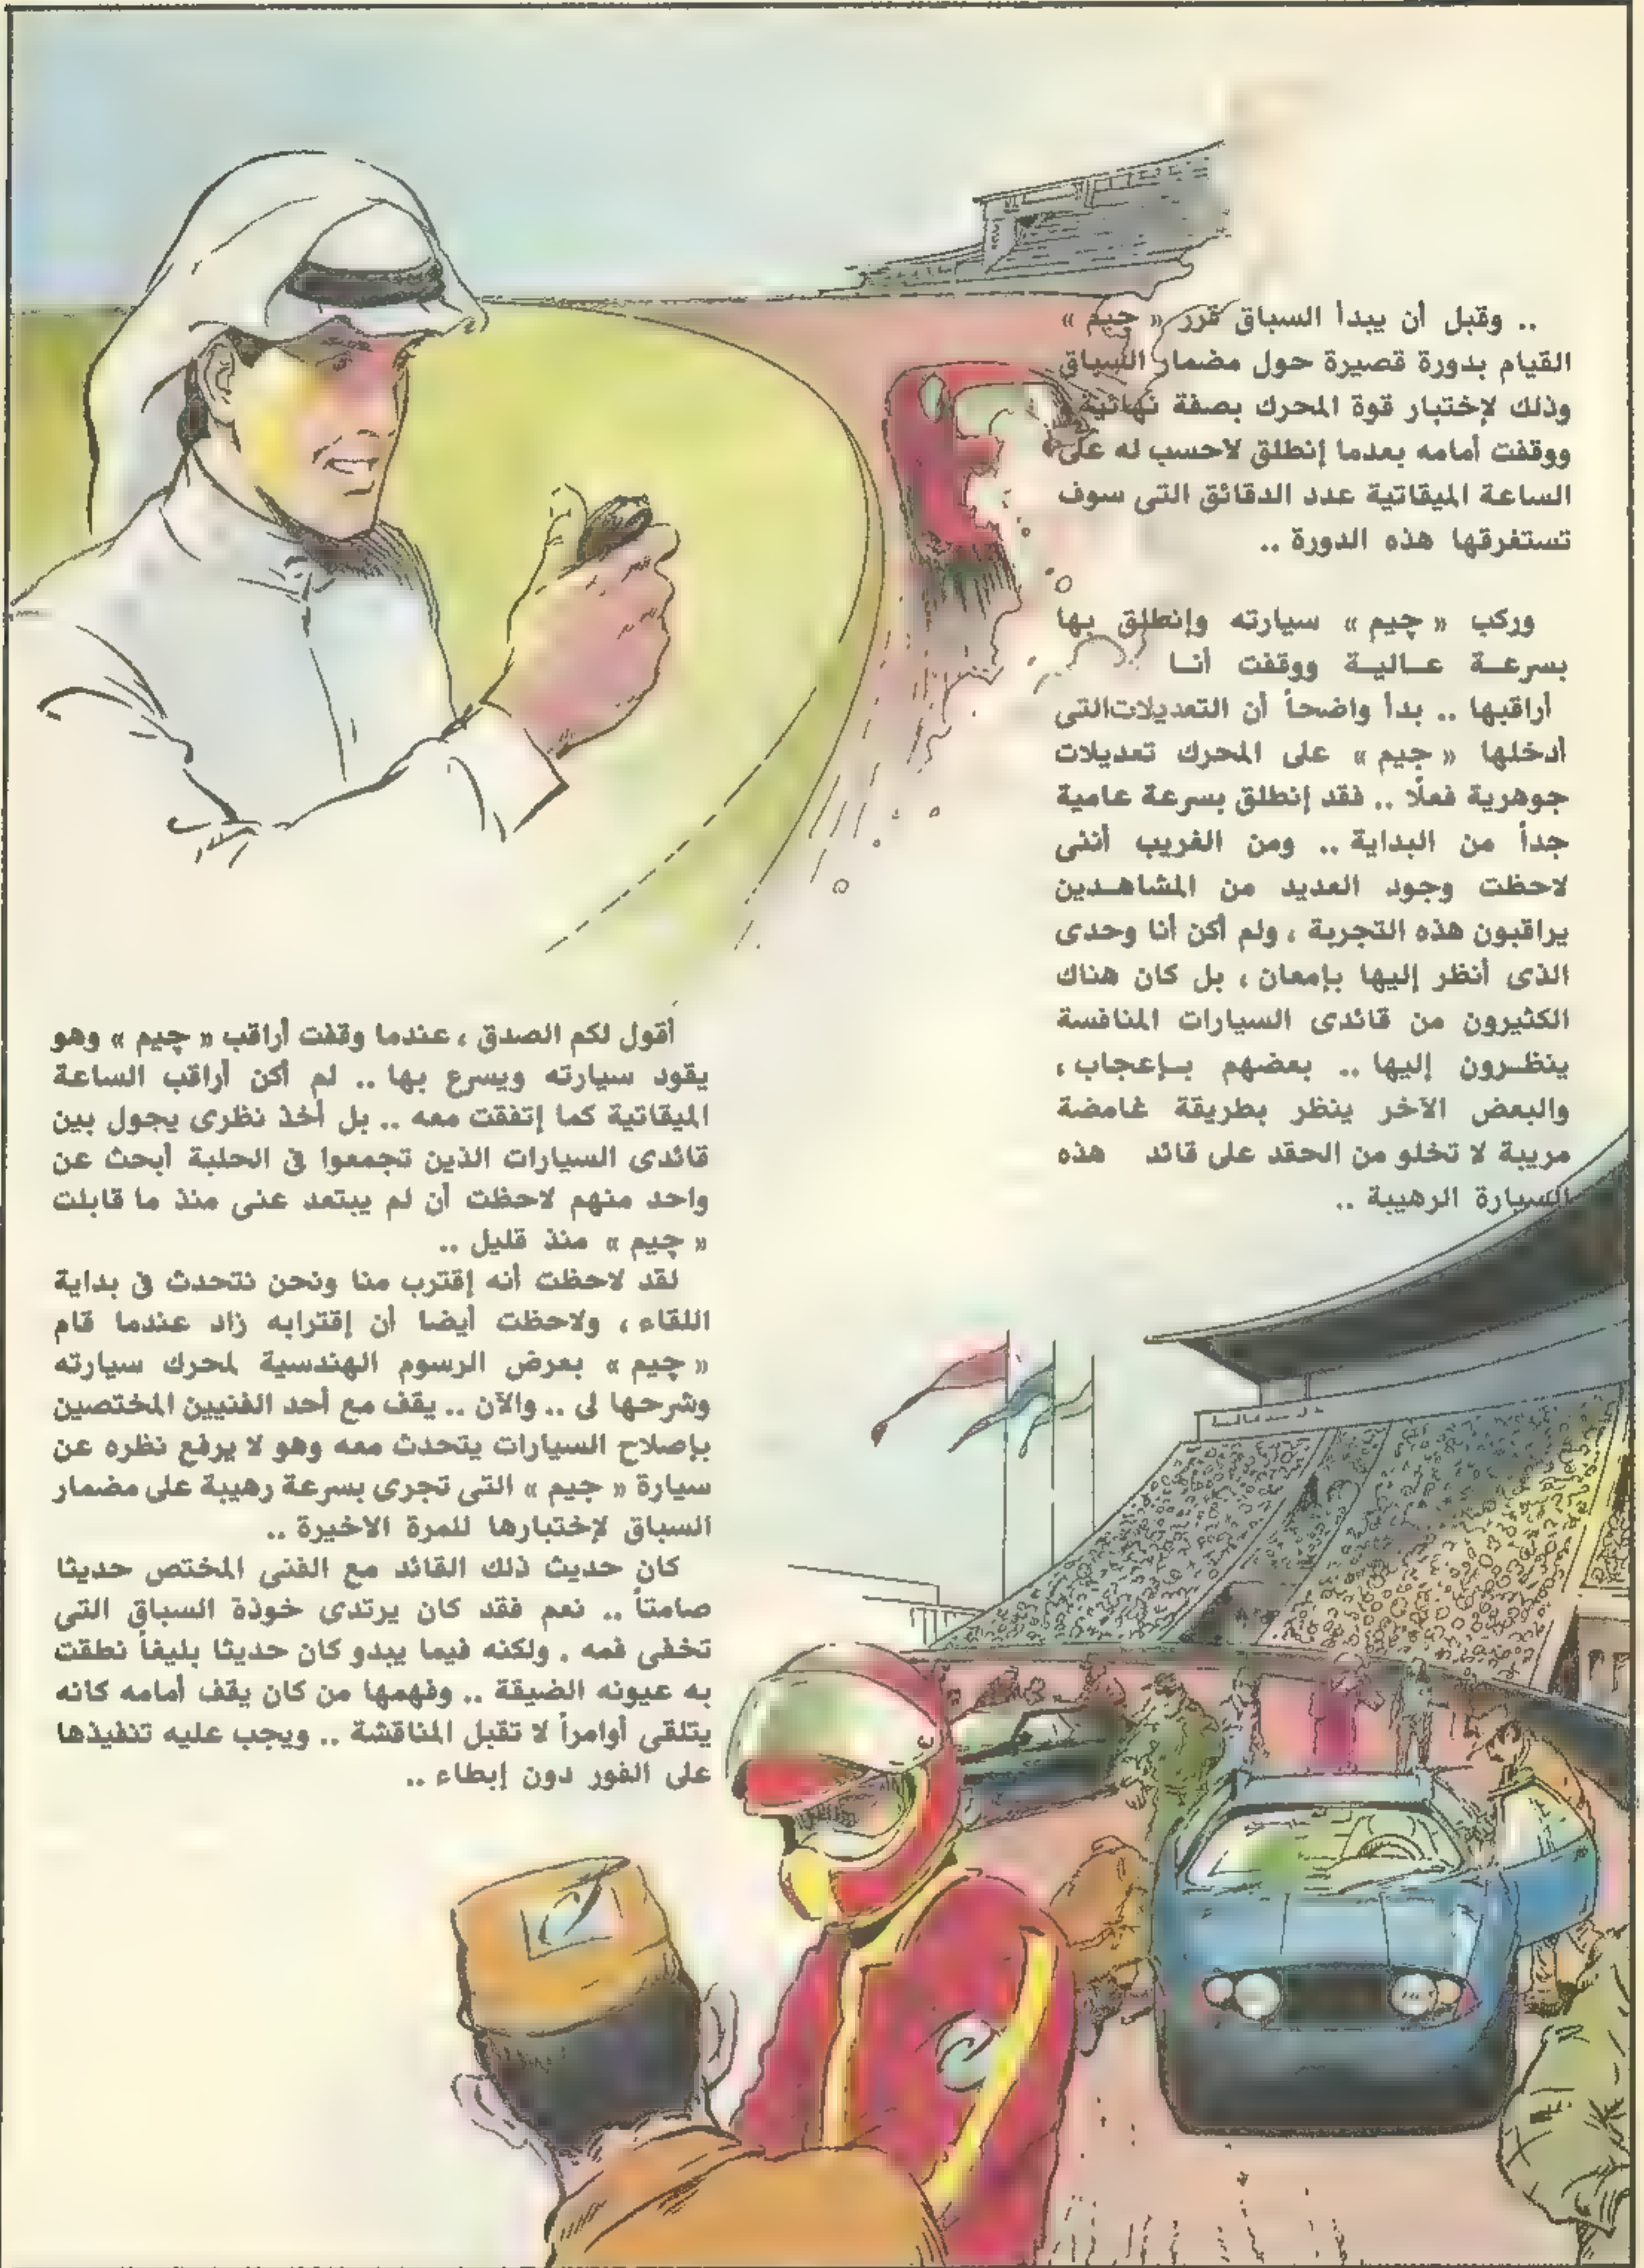 .. وقبل أن يبدأ السباق قرر « چيم »
القيام بدورة قصيرة حول مضمار السباق
وذلك لإختبار قوة المحرك بصفة نهائية و
ووقفت أمامه بعدما إنطلق لاحسب له على
الساعة الميقاتية عدد الدقائق التى سوف
تستغرقها هذه الدورة ..
وركب « چيم » سيارته وإنطلق بها
بسرعة عالية ووقفت أنا
أراقبها .. بدأ واضحاً أن التعديلات التى
أدخلها « چيم » على المحرك تعديلات
جوهرية فعلًا .. فقد إنطلق بسرعة عامية
جداً من البداية .. ومن الغريب أننى
لاحظت وجود العديد من المشاهدين
يراقبون هذه التجربة ، ولم أكن أنا وحدى
الذى أنظر إليها بإمعان ، بل كان هناك
الكثيرون من قائدى السيارات المنافسة
ينظرون إليها .. بعضهم بإعجاب ،
والبعض الآخر ينظر بطريقة غامضة
مريبة لا تخلو من الحقد على قائد هذه
السيارة الرهيبة ..
أقول لكم الصدق ، عندما وقفت أراقب « چيم » وهو
يقود سيارته ويسرع بها .. لم أكن أراقب الساعة
الميقاتية كما إتفقت معه .. بل أخذ نظرى يجول بين
قائدى السيارات الذين تجمعوا فى الحلبة أبحث عن
واحد منهم لاحظت أن لم يبتعد عنى منذ ما قابلت
« چيم » منذ قليل ..
لقد لاحظت أنه إقترب منا ونحن نتحدث فى بداية
اللقاء ، ولاحظت أيضا أن إقترابه زاد عندما قام
« چيم » بعرض الرسوم الهندسية لمحرك سيارته
وشرحها لى .. والآن .. يقف مع أحد الفنيين المختصين
بإصلاح السيارات يتحدث معه وهو لا يرفع نظره عن
سيارة « چيم » التى تجرى بسرعة رهيبة على مضمار
السباق لإختبارها للمرة الاخيرة ..
كان حديث ذلك القائد مع الفنى المختص حديثا
صامتاً .. نعم فقد كان يرتدى خوذة السباق التى
تخفى فمه . ولكنه فيما يبدو كان حديثا بليغاً نطقت
به عيونه الضيقة .. وفهمها من كان يقف أمامه كانه
يتلقى أوامراً لا تقبل المناقشة .. ويجب عليه تنفيذها
على الفور دون إبطاء ..